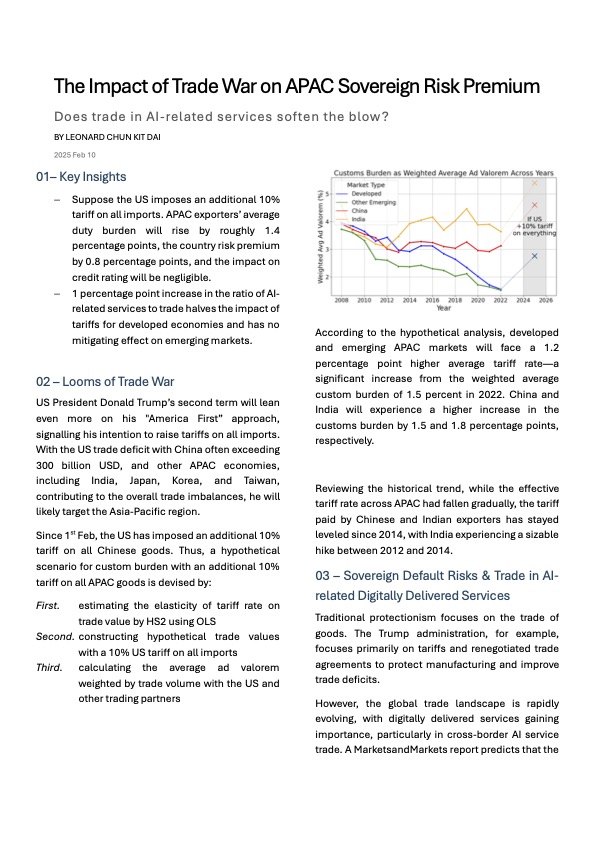 The Impact of Trade War on APAC Sovereign Risk Premium
Does trade in AI-related services soften the blow?
BY LEONARD CHUN KIT DAI
2025 Feb 10
01– Key Insights
– Suppose the US imposes an additional 10%
tariff on all imports. APAC exporters’ average
duty burden will rise by roughly 1.4
percentage points, the country risk premium
by 0.8 percentage points, and the impact on
credit rating will be negligible.
– 1 percentage point increase in the ratio of AI-
related services to trade halves the impact of
tariffs for developed economies and has no
mitigating effect on emerging markets.
02 – Looms of Trade War
US President Donald Trump’s second term will lean
even more on his “America First” approach,
signalling his intention to raise tariffs on all imports.
With the US trade deficit with China often exceeding
300 billion USD, and other APAC economies,
including India, Japan, Korea, and Taiwan,
contributing to the overall trade imbalances, he will
likely target the Asia-Pacific region.
Since 1st Feb, the US has imposed an additional 10%
tariff on all Chinese goods. Thus, a hypothetical
scenario for custom burden with an additional 10%
tariff on all APAC goods is devised by:
First. estimating the elasticity of tariff rate on
trade value by HS2 using OLS
Second. constructing hypothetical trade values
with a 10% US tariff on all imports
Third. calculating the average ad valorem
weighted by trade volume with the US and
other trading partners
Customs Burden as Weighted Average Ad Valorem Across Years
Weighted Avg Ad Valorem (%)
5
4
3
2
Market Type
Developed
Other Emerging
China
India
If US
+10% tariff
on everything
2008 2010 2012 2014 2016 2018 2020 2022 2024 2026
Year
According to the hypothetical analysis, developed
and emerging APAC markets will face a 1.2
percentage point higher average tariff rate—a
significant increase from the weighted average
custom burden of 1.5 percent in 2022. China and
India will experience a higher increase in the
customs burden by 1.5 and 1.8 percentage points,
respectively.
Reviewing the historical trend, while the effective
tariff rate across APAC had fallen gradually, the tariff
paid by Chinese and Indian exporters has stayed
leveled since 2014, with India experiencing a sizable
hike between 2012 and 2014.
03 – Sovereign Default Risks & Trade in AI-
related Digitally Delivered Services
Traditional protectionism focuses on the trade of
goods. The Trump administration, for example,
focuses primarily on tariffs and renegotiated trade
agreements to protect manufacturing and improve
trade deficits.
However, the global trade landscape is rapidly
evolving, with digitally delivered services gaining
importance, particularly in cross-border AI service
trade. A MarketsandMarkets report predicts that the